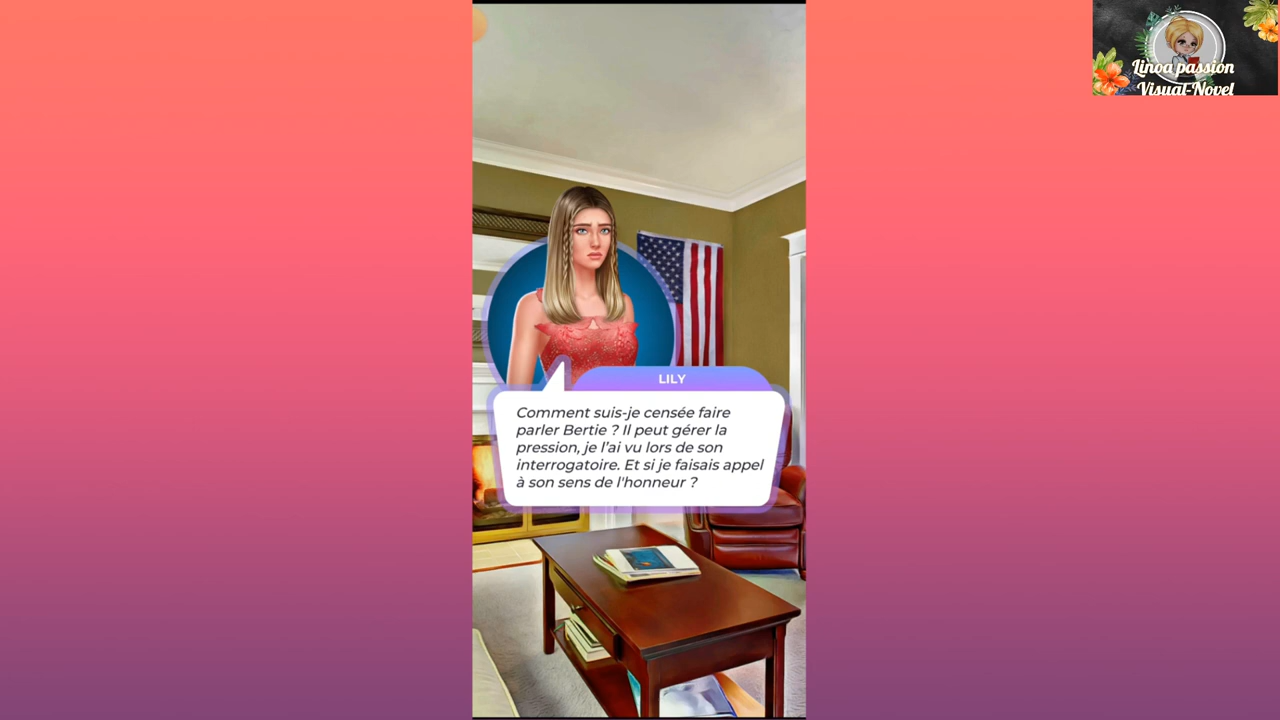 Linoa passion
Visual-Novel
LILY
Comment suis-je censée faire
parler Bertie ? Il peut gérer la
pression, je l'ai vu lors de son
interrogatoire. Et si je faisais appel
à son sens de l'honneur ?